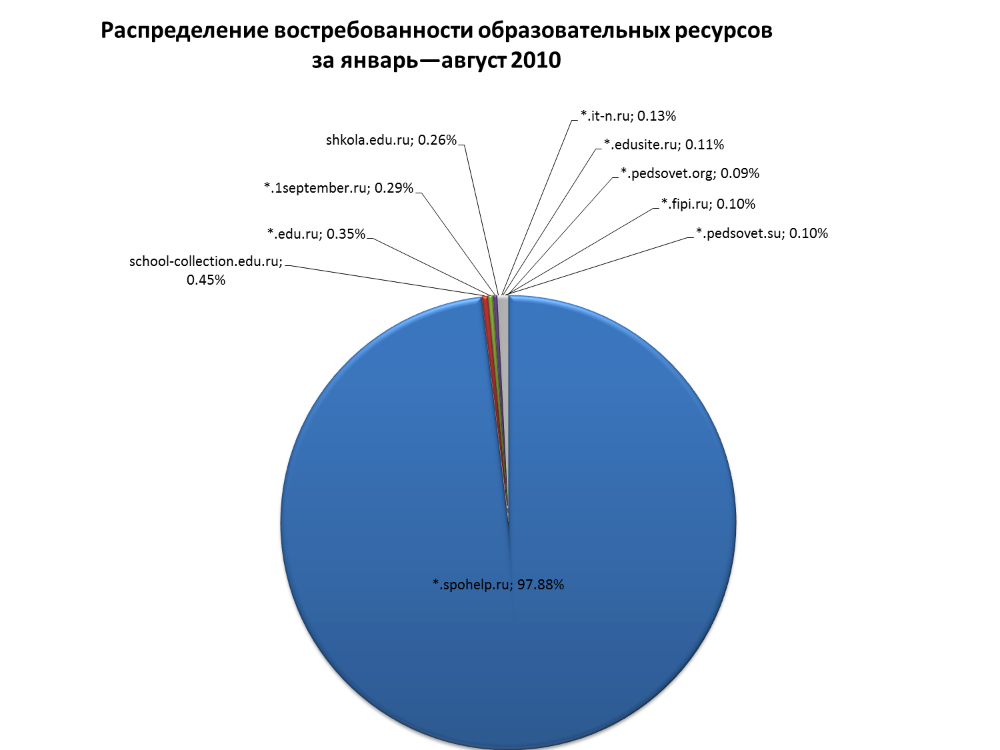 Распределение востребованности образовательных ресурсов
за январь—август 2010
*.it-n.ru; 0.13%
shkola.edu.ru; 0.26%
*.edusite.ru; 0.11%
*.pedsovet.org; 0.09%
*.1september.ru; 0.29%
*.fipi.ru; 0.10%
*.edu.ru; 0.35%
*.pedsovet.su; 0.10%
school-collection.edu.ru;
0.45%
*.spohelp.ru; 97.88%